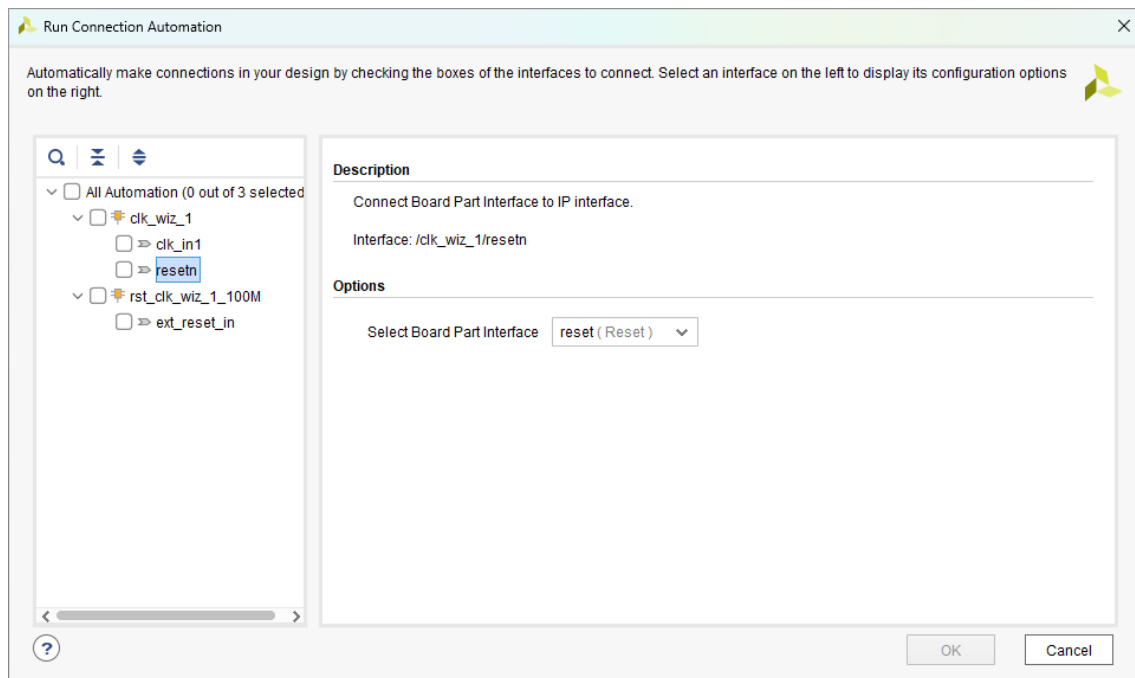 Run Connection Automation
Automatically make connections in your design by checking the boxes of the interfaces to connect. Select an interface on the left to display its configuration options
on the right.
All Automation (0 out of 3 selected
clk_wiz_1
clk_in1
resetn
rst_clk_wiz_1_100M
ext_reset_in
Description
Connect Board Part Interface to IP interface.
Interface: /clk_wiz_1/resetn
Options
Select Board Part Interface reset ( Reset )
?
OK Cancel